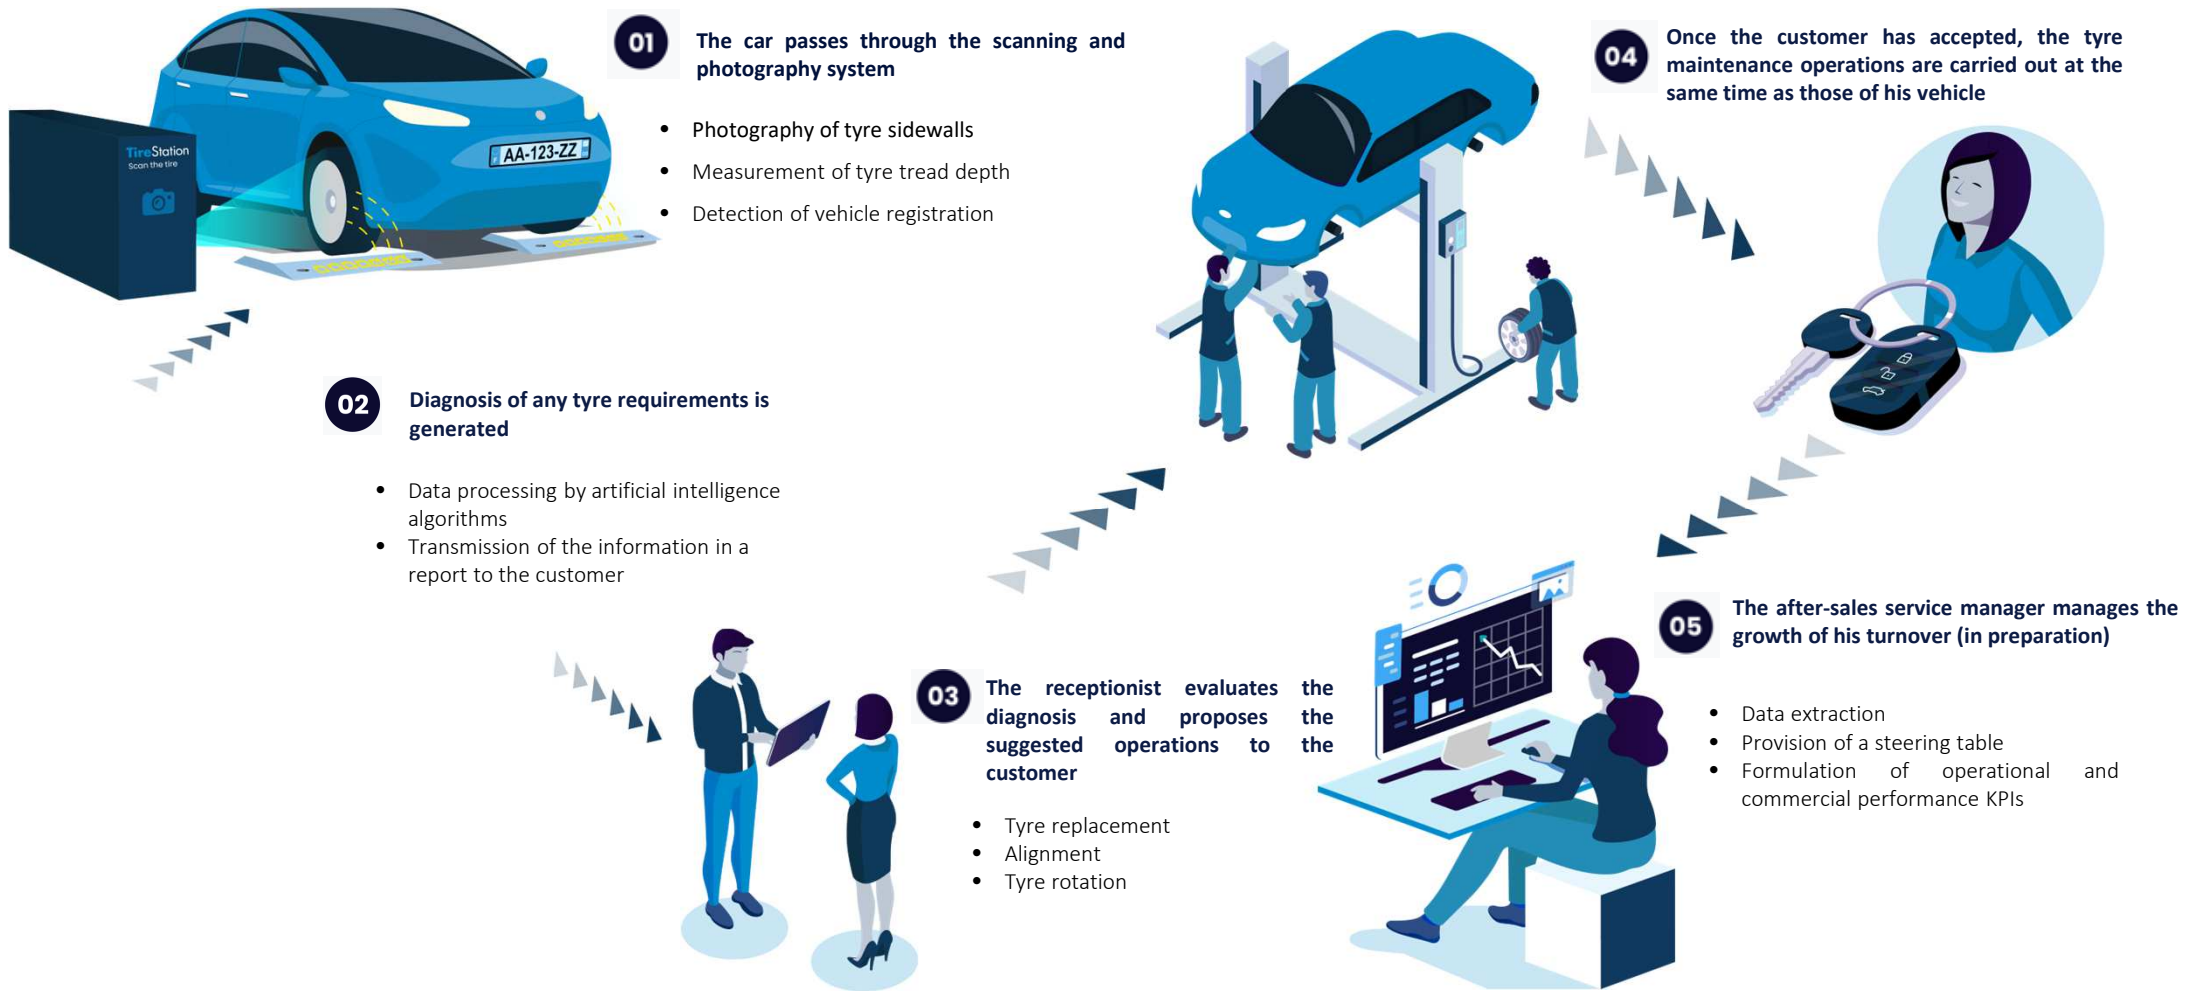 TireStation
Scan the tire
AA-123-ZZ
01
The car passes through the scanning and
photography system
• Photography of tyre sidewalls
• Measurement of tyre tread depth
• Detection of vehicle registration
02
Diagnosis of any tyre requirements is
generated
• Data processing by artificial intelligence
algorithms
• Transmission of the information in a
report to the customer
03
The receptionist evaluates the
diagnosis and proposes the
suggested operations to the
customer
• Tyre replacement
• Alignment
• Tyre rotation
04
Once the customer has accepted, the tyre
maintenance operations are carried out at the
same time as those of his vehicle
05
The after-sales service manager manages the
growth of his turnover (in preparation)
• Data extraction
• Provision of a steering table
• Formulation of operational and
commercial performance KPIs